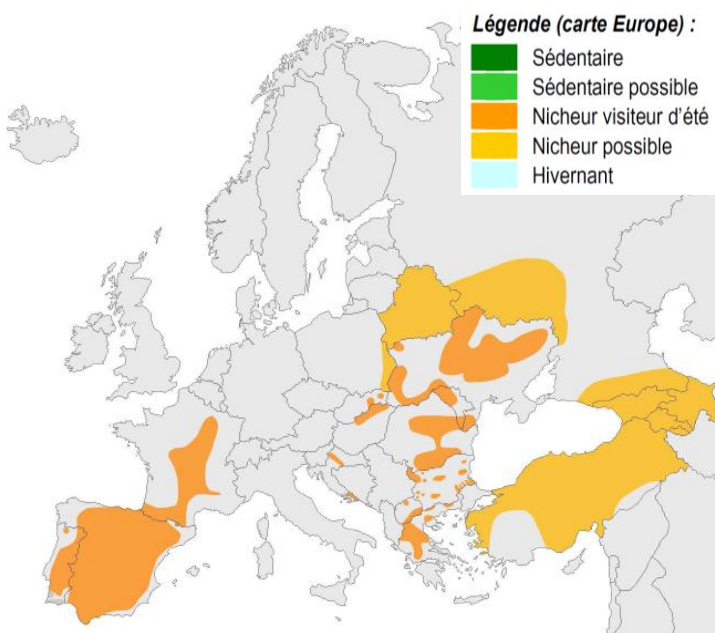 Légende (carte Europe) :
Sédentaire
Sédentaire possible
Nicheur visiteur d'été
Nicheur possible
Hivernant